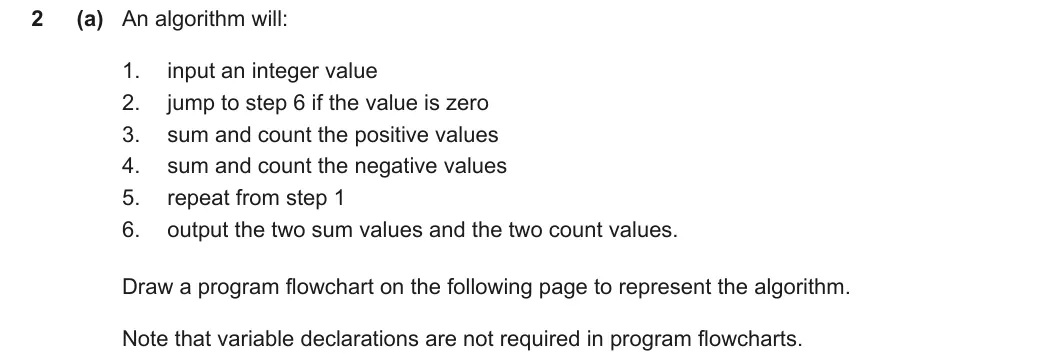 2 (a) An algorithm will:
1. input an integer value
2. jump to step 6 if the value is zero
3. sum and count the positive values
4. sum and count the negative values
5. repeat from step 1
6. output the two sum values and the two count values.
Draw a program flowchart on the following page to represent the algorithm.
Note that variable declarations are not required in program flowcharts.